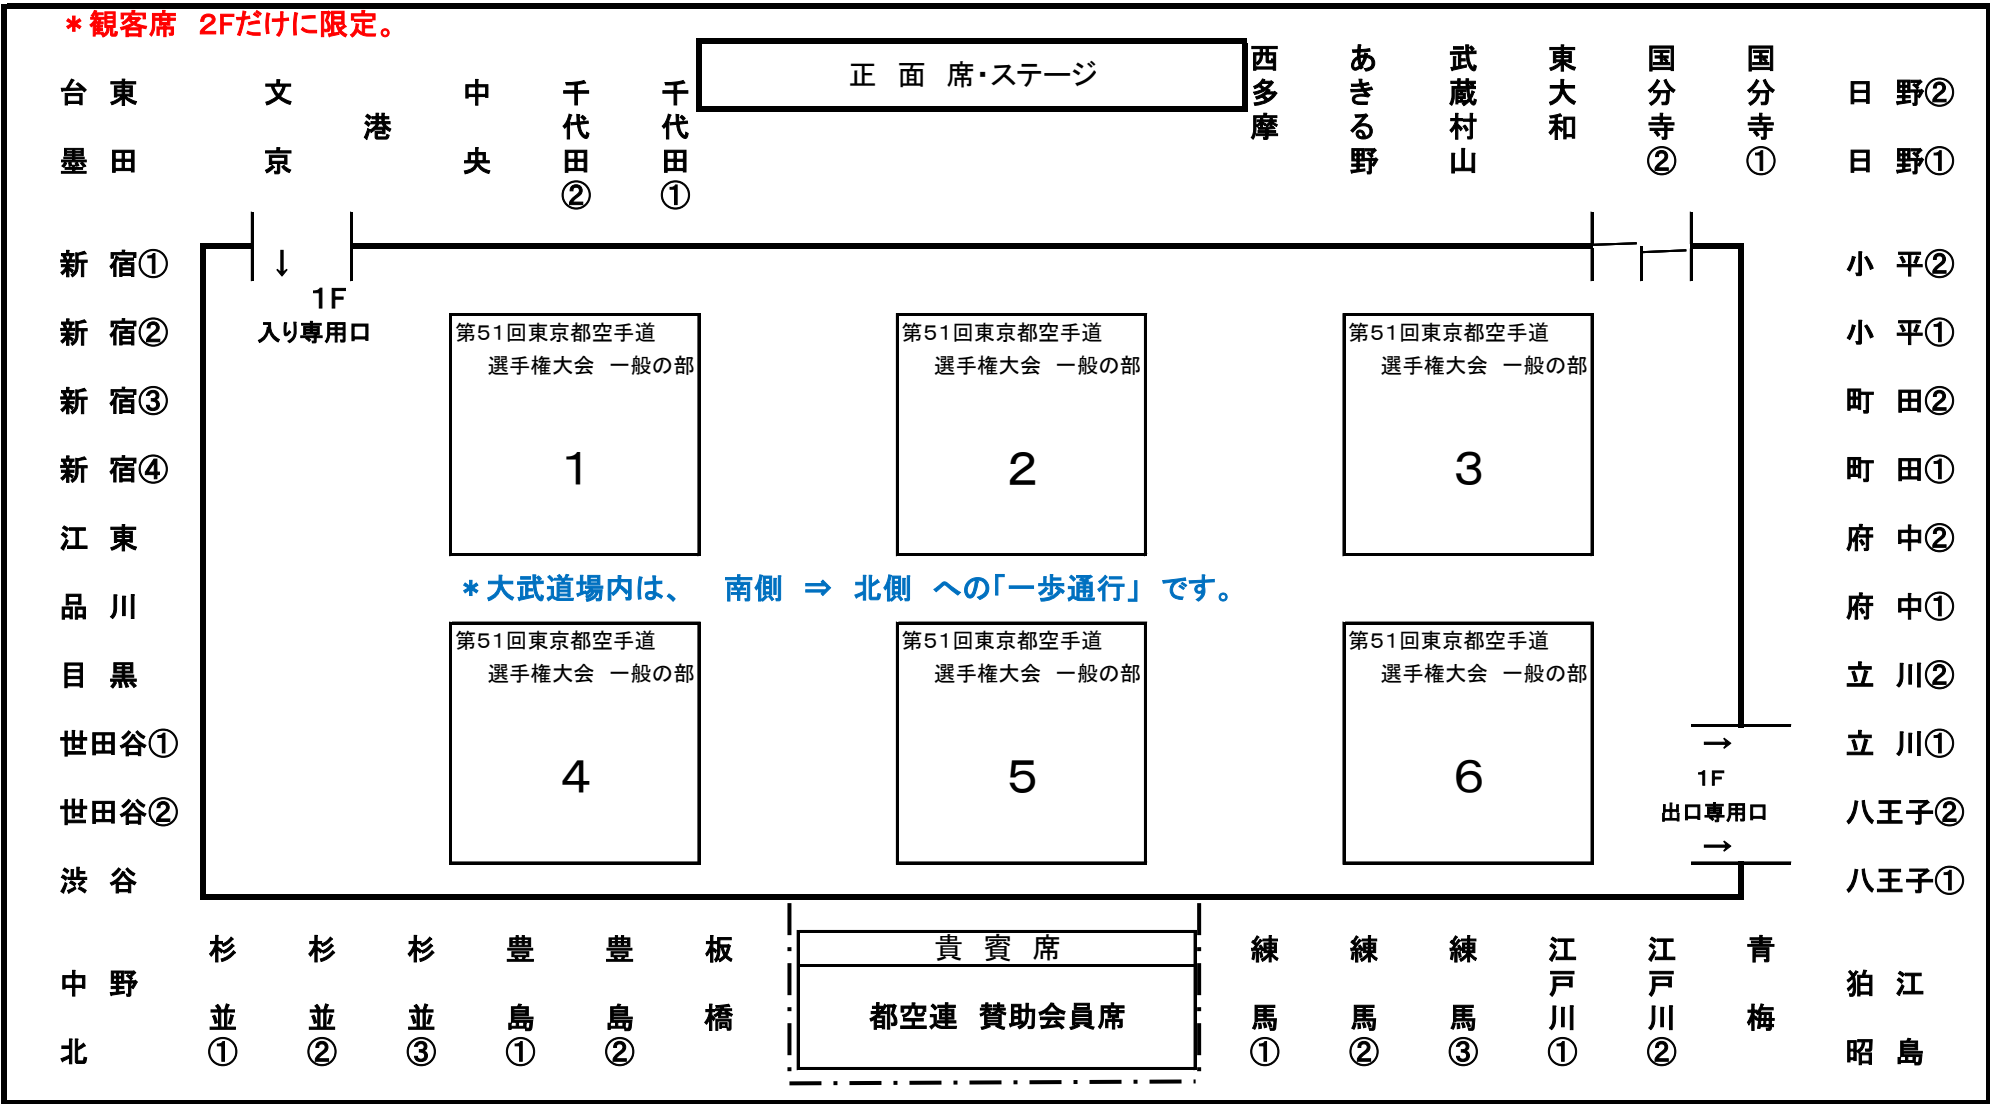 ＊観客席　２Fだけに限定。
正　面　席・ステージ
台　東
墨　田
文　京
港
中　央
千代田②
千代田①
西多摩
あきる野
武蔵村山
東大和
国分寺②
国分寺①
日　野②
日　野①
新　宿①
新　宿②
新　宿③
新　宿④
江　東
品　川
目　黒
世田谷①
世田谷②
渋　谷
↓
１F
入り専用口
第５１回東京都空手道
選手権大会　一般の部
１
第５１回東京都空手道
選手権大会　一般の部
２
第５１回東京都空手道
選手権大会　一般の部
３
＊大武道場内は、　南側　⇒　北側　への「一歩通行」です。
第５１回東京都空手道
選手権大会　一般の部
４
第５１回東京都空手道
選手権大会　一般の部
５
第５１回東京都空手道
選手権大会　一般の部
６
→
１F
出口専用口
→
小　平②
小　平①
町　田②
町　田①
府　中②
府　中①
立　川②
立　川①
八王子②
八王子①
中　野
北
杉　並①
杉　並②
杉　並③
豊　島①
豊　島②
板　橋
貴　賓　席
都空連　賛助会員席
練　馬①
練　馬②
練　馬③
江戸川①
江戸川②
青　梅
狛　江
昭　島